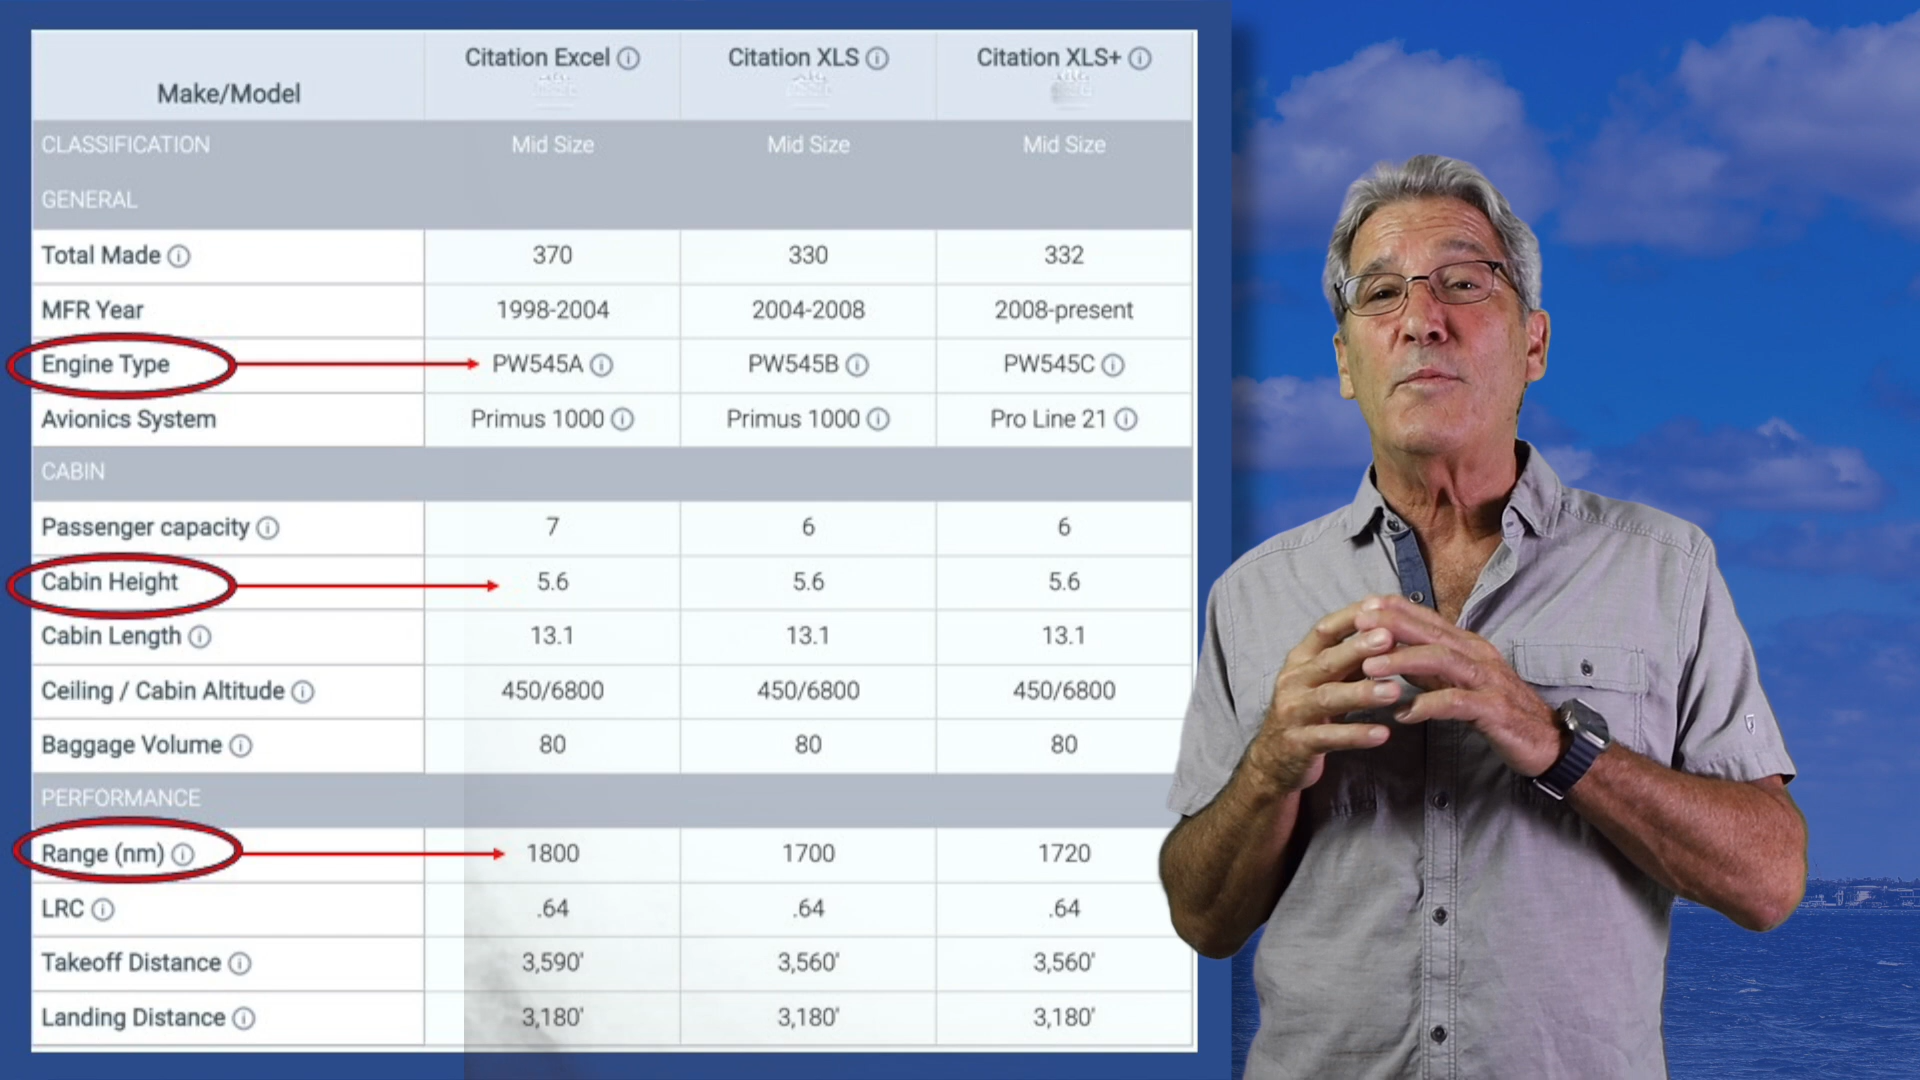 Make/Model Citation Excel Citation XLS Citation XLS+
CLASSIFICATION Mid Size Mid Size Mid Size
GENERAL
Total Made 370 330 332
MFR Year 1998-2004 2004-2008 2008-present
Engine Type PW545A PW545B PW545C
Avionics System Primus 1000 Primus 1000 Pro Line 21
CABIN
Passenger capacity 7 6 6
Cabin Height 5.6 5.6 5.6
Cabin Length 13.1 13.1 13.1
Ceiling / Cabin Altitude 450/6800 450/6800 450/6800
Baggage Volume 80 80 80
PERFORMANCE
Range (nm) 1800 1700 1720
LRC .64 .64 .64
Takeoff Distance 3,590' 3,560' 3,560'
Landing Distance 3,180' 3,180' 3,180'